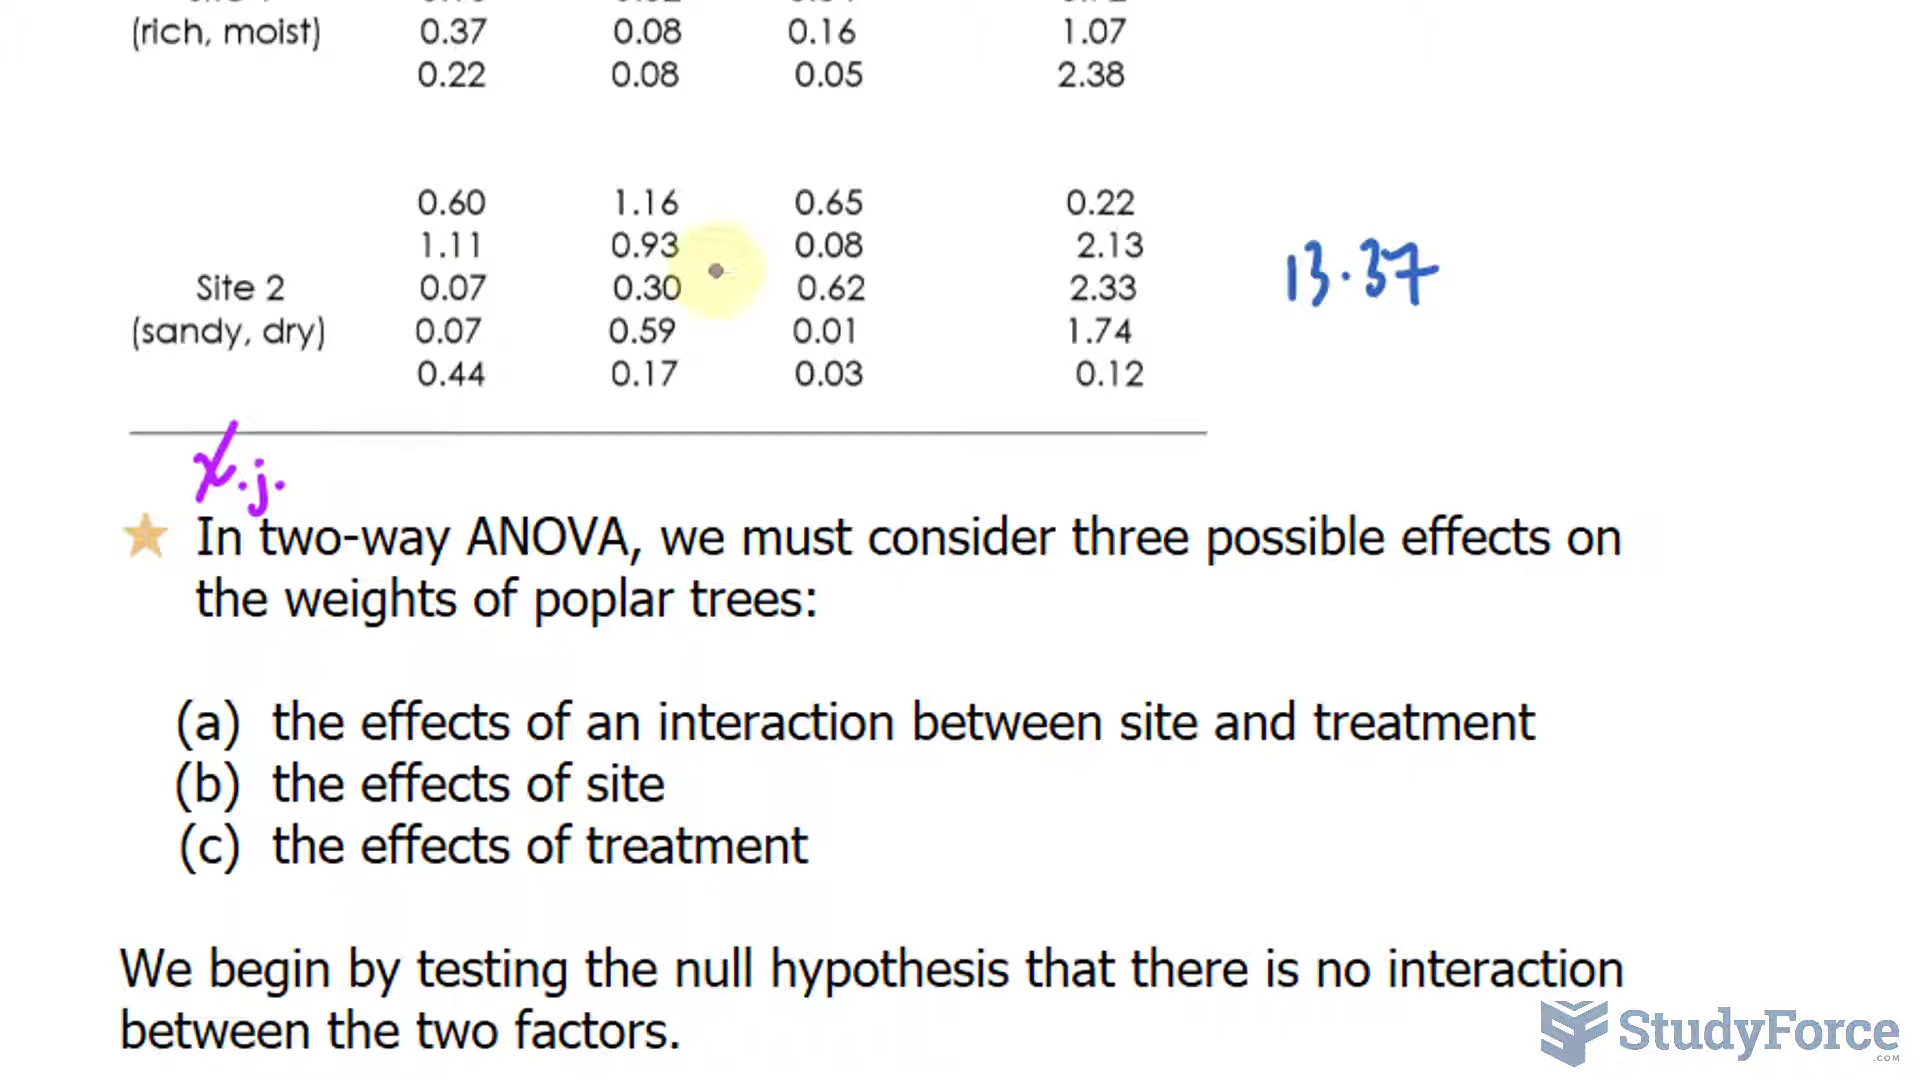 (rich, moist) 0.37 0.08 0.16 1.07
0.22 0.08 0.05 2.38
0.60 1.16 0.65 0.22
1.11 0.93 0.08 2.13
Site 2 0.07 0.30 0.62 2.33
13.37
(sandy, dry) 0.07 0.59 0.01 1.74
0.44 0.17 0.03 0.12
x.j.
In two-way ANOVA, we must consider three possible effects on
the weights of poplar trees:
(a) the effects of an interaction between site and treatment
(b) the effects of site
(c) the effects of treatment
We begin by testing the null hypothesis that there is no interaction
between the two factors.
StudyForce
.COM